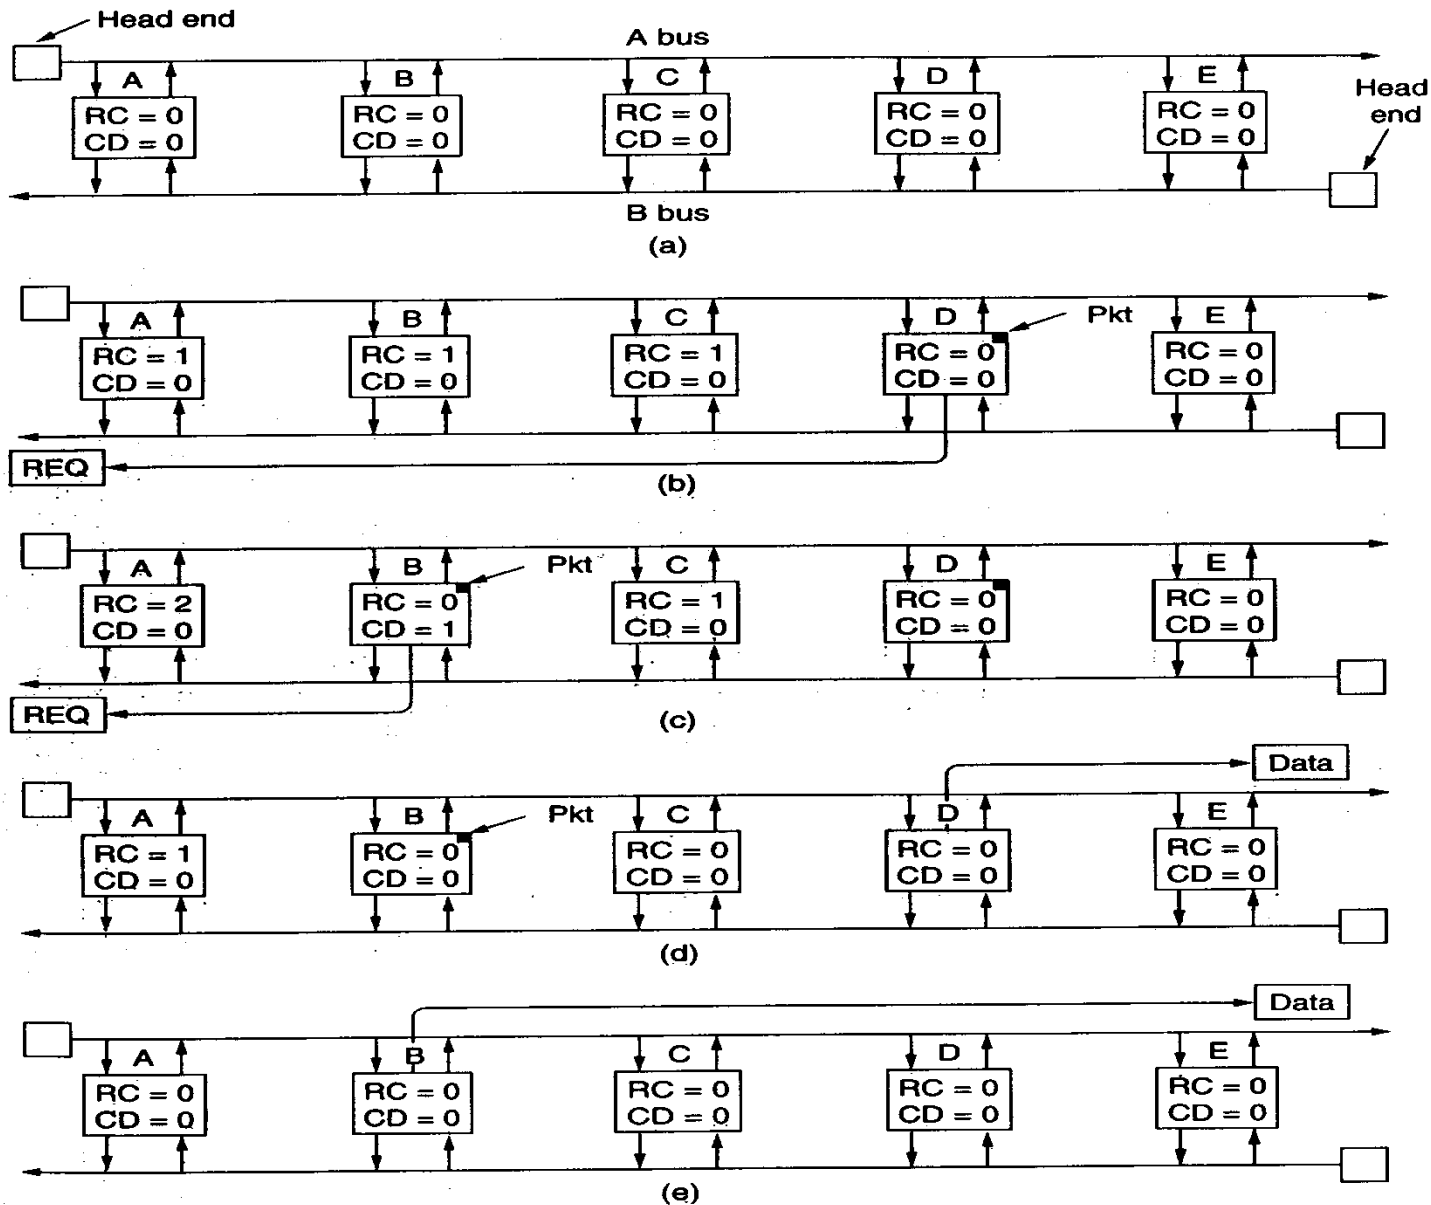 Head end
A bus
A B C D E
Head
end
RC = 0 RC = 0 RC = 0 RC = 0 RC = 0
CD = 0 CD = 0 CD = 0 CD = 0 CD = 0
B bus
(a)
A B C D Pkt E
RC = 1 RC = 1 RC = 1 RC = 0 RC = 0
CD = 0 CD = 0 CD = 0 CD = 0 CD = 0
REQ
(b)
A B Pkt C D E
RC = 2 RC = 0 RC = 1 RC = 0 RC = 0
CD = 0 CD = 1 CD = 0 CD = 0 CD = 0
REQ
(c)
Data
A B Pkt C D E
RC = 1 RC = 0 RC = 0 RC = 0 RC = 0
CD = 0 CD = 0 CD = 0 CD = 0 CD = 0
(d)
Data
A B C D E
RC = 0 RC = 0 RC = 0 RC = 0 RC = 0
CD = 0 CD = 0 CD = 0 CD = 0 CD = 0
(e)